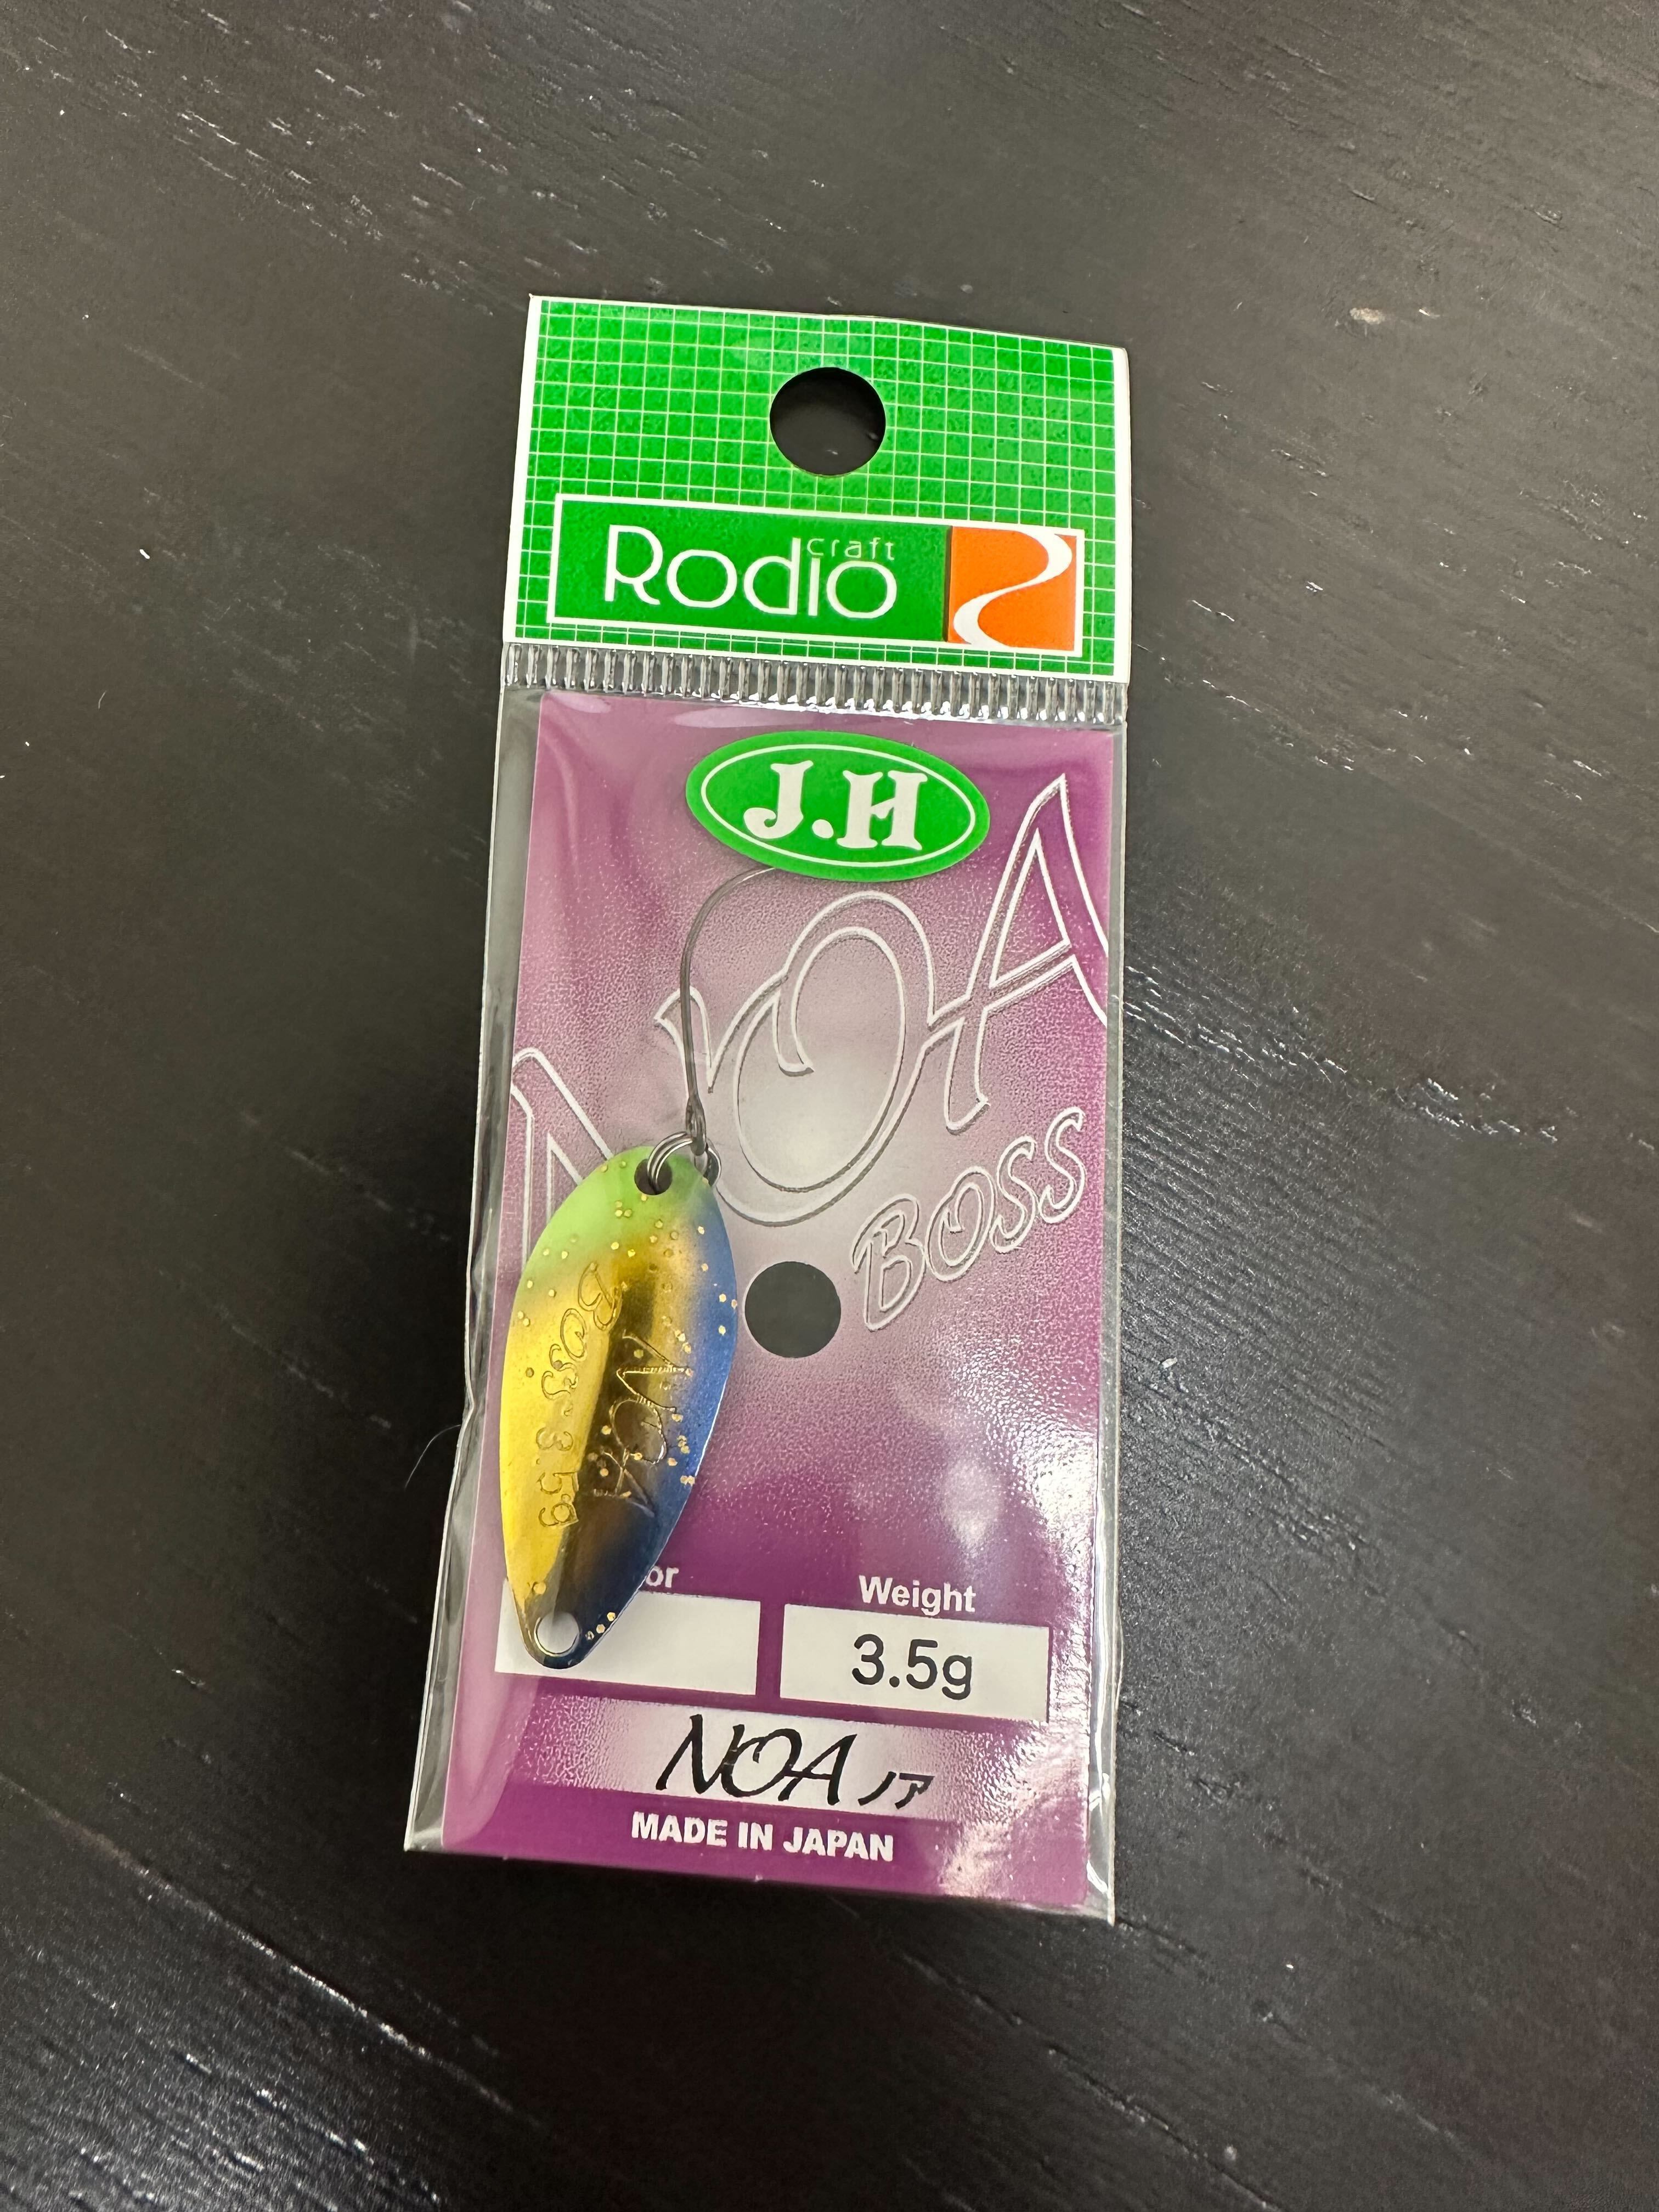 Rodio craft
J.H
NOA
BOSS
NOA
Boss 3.5g
Weight
3.5g
NOA ノア
MADE IN JAPAN